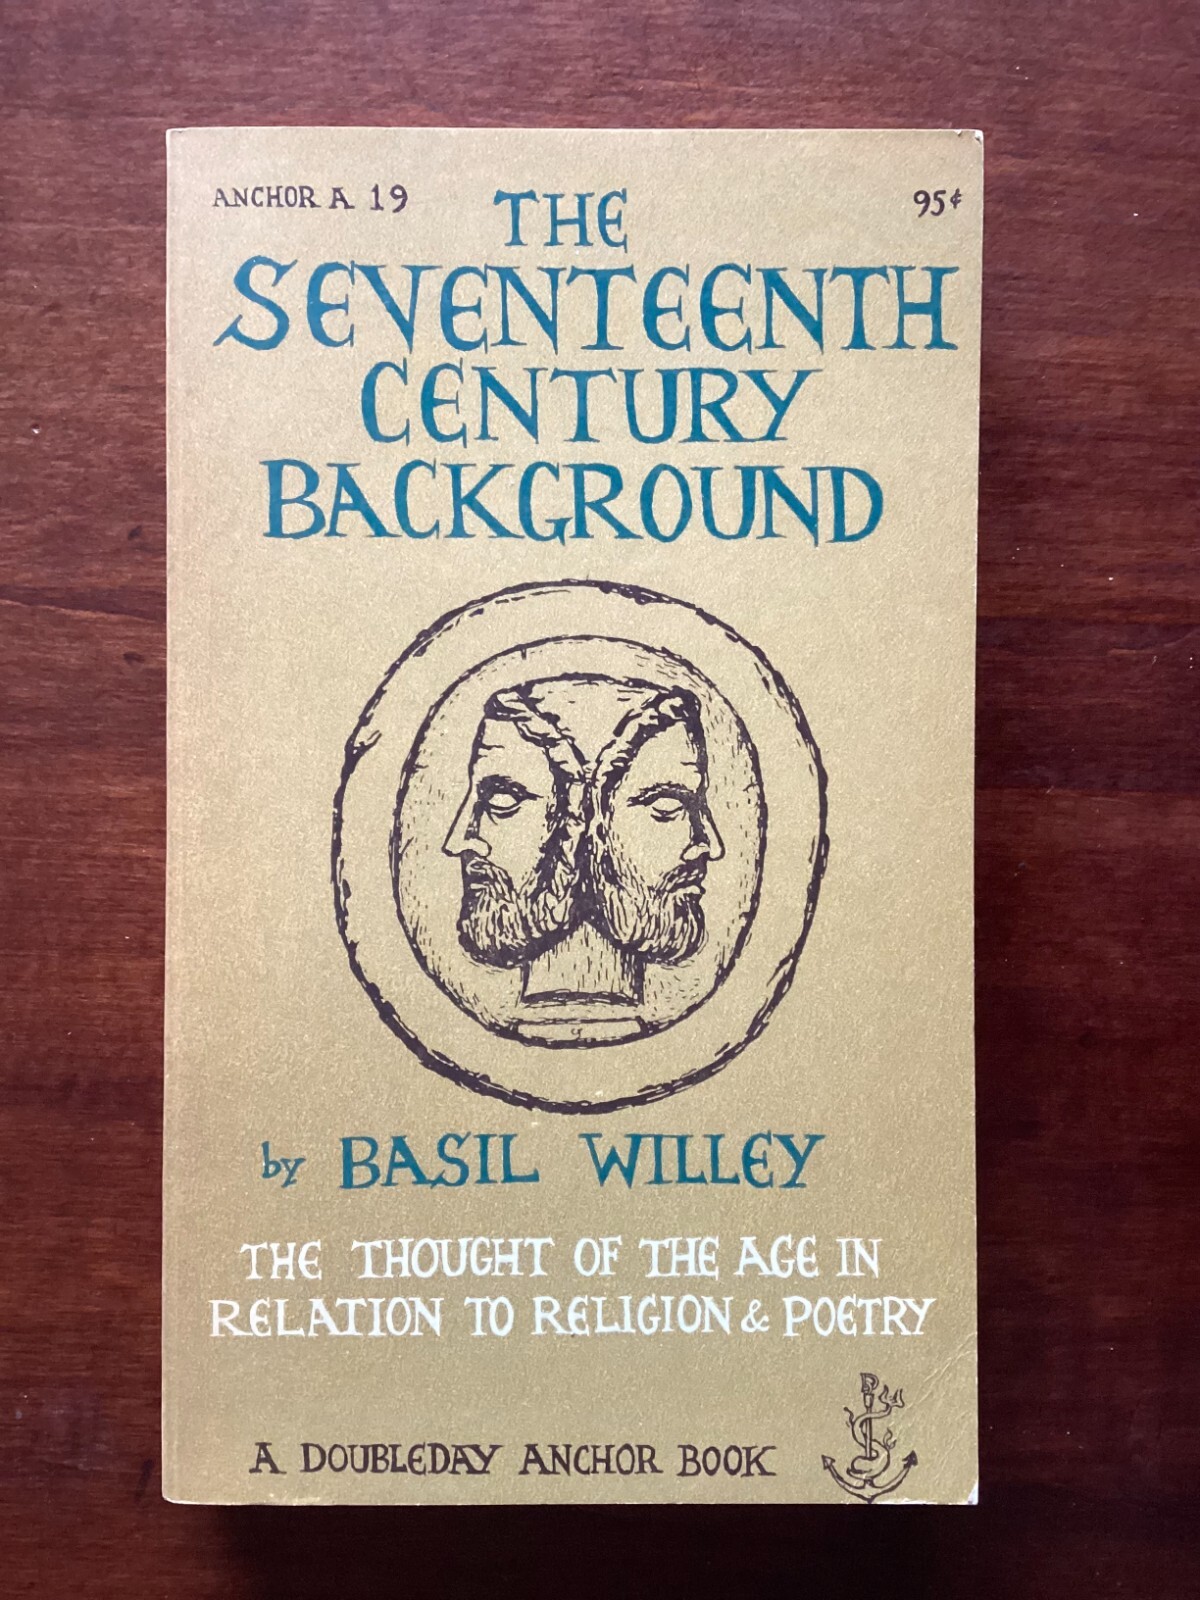 ANCHOR A 19
95¢
THE
SEVENTEENTH
CENTURY
BACKGROUND
by BASIL WILLEY
THE THOUGHT OF THE AGE IN
RELATION TO RELIGION & POETRY
A DOUBLEDAY ANCHOR BOOK